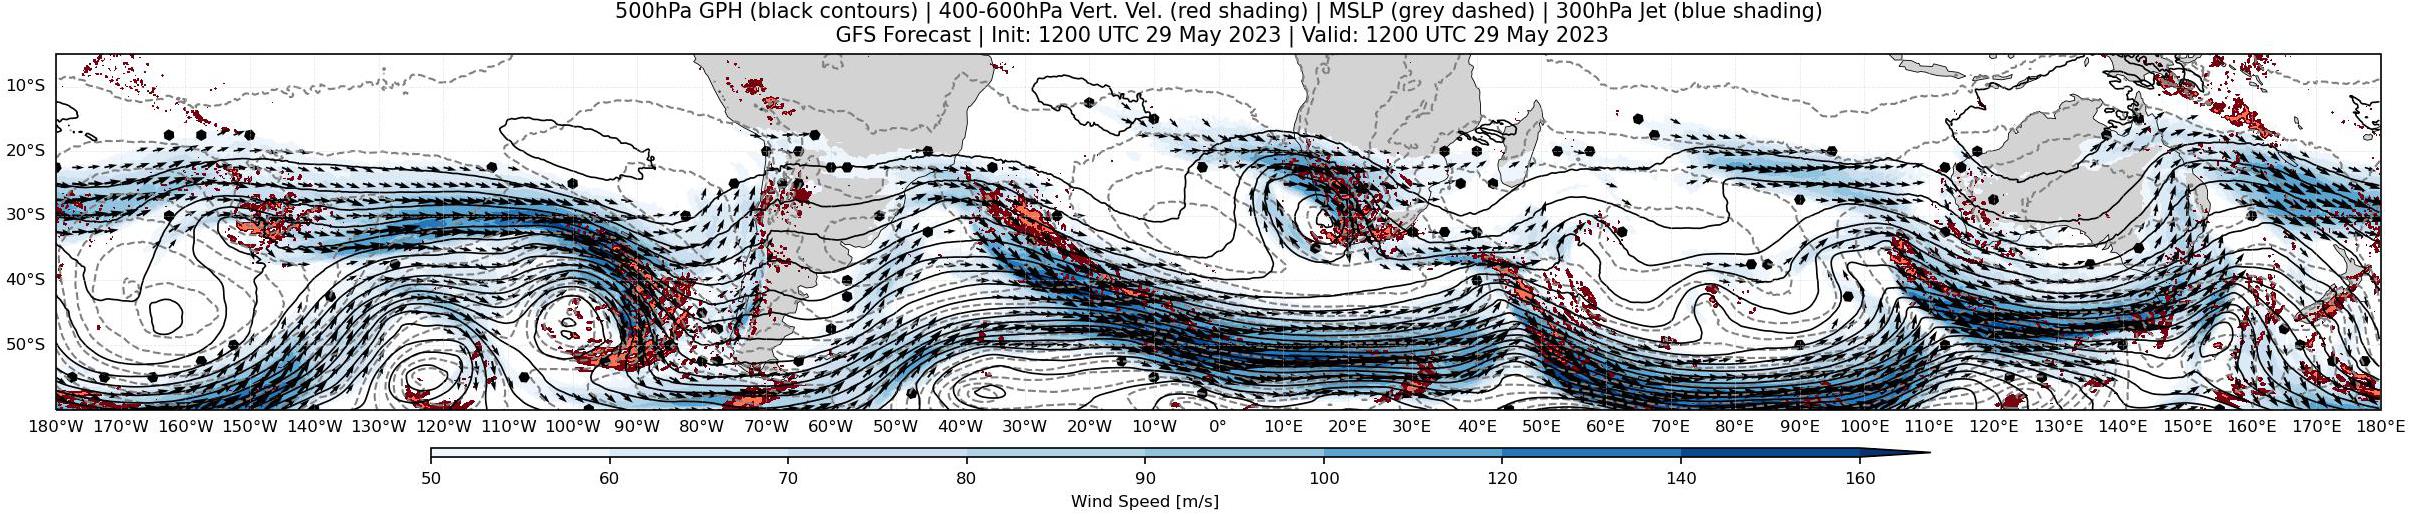 500hPa GPH (black contours) | 400-600hPa Vert. Vel. (red shading) | MSLP (grey dashed) | 300hPa Jet (blue shading)
GFS Forecast | Init: 1200 UTC 29 May 2023 | Valid: 1200 UTC 29 May 2023
10°S
20°S
30°S
40°S
50°S
180°W 170°W 160°W 150°W 140°W 130°W 120°W 110°W 100°W 90°W 80°W 70°W 60°W 50°W 40°W 30°W 20°W 10°W 0° 10°E 20°E 30°E 40°E 50°E 60°E 70°E 80°E 90°E 100°E 110°E 120°E 130°E 140°E 150°E 160°E 170°E 180°E
50 60 70 80 90 100 120 140 160
Wind Speed [m/s]